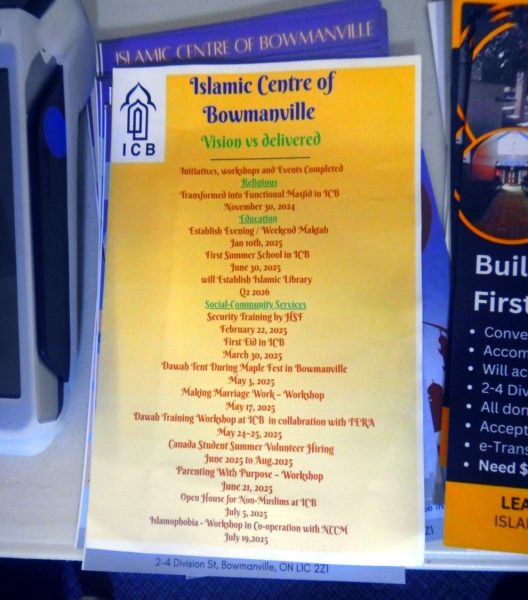 ISLAMIC CENTRE OF BOWMANVILLE
ICB
Islamic Centre of
Bowmanville
Vision vs delivered
Initiatives, workshops and Events Completed
Religious
Transformed into Functional Masjid in ICB
November 30, 2024
Education
Establish Evening / Weekend Maktab
Jan 10th, 2025
First Summer School in ICB
June 30, 2025
will Establish Islamic Library
Q2 2026
Social-Community Services
Security Training by HSF
February 22, 2025
First Eid in ICB
March 30, 2025
Dawah Tent During Maple Fest in Bowmanville
May 3, 2025
Making Marriage Work - Workshop
May 17, 2025
Dawah Training Workshop at ICB in collabration with FERA
May 24-25, 2025
Canada Student Summer Volunteer Hiring
June 2025 to Aug.2025
Parenting With Purpose - Workshop
June 21, 2025
Open House for Non-Muslims at ICB
July 5, 2025
Islamophobia - Workshop in Co-operation with NCCM
July 19,2025
2-4 Division St, Bowmanville, ON L1C 2Z1
Buil
First
• Conve
• Accom
• Will ac
• 2-4 Div
• All don
• Accept
• e-Trans
• Need $
LEA
ISLAM